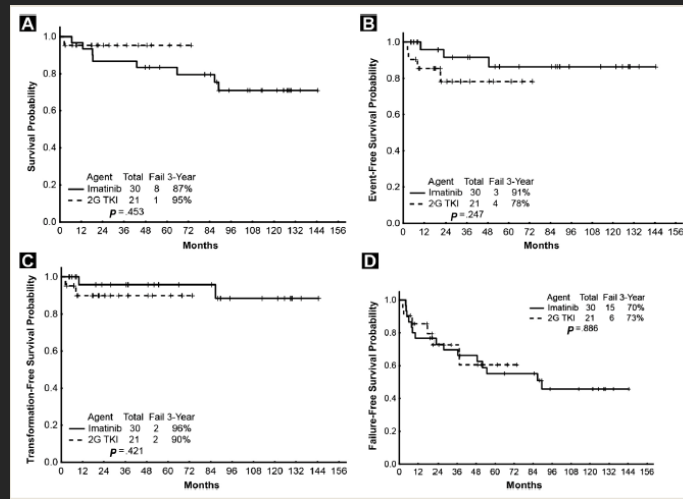 A
Survival Probability
1.0
0.8
0.6
0.4
0.2
0.0
Agent Total Fail 3-Year
Imatinib 30 8 87%
2G TKI 21 1 95%
P=.453
0 12 24 36 48 60 72 84 96 108 120 132 144 156
Months
B
Event-Free Survival Probability
1.0
0.8
0.6
0.4
0.2
0.0
Agent Total Fail 3-Year
Imatinib 30 3 91%
2G TKI 21 4 78%
P=.247
0 12 24 36 48 60 72 84 96 108 120 132 144 156
Months
C
Transformation-Free Survival Probability
1.0
0.8
0.6
0.4
0.2
0.0
Agent Total Fail 3-Year
Imatinib 30 2 96%
2G TKI 21 2 90%
P=.421
0 12 24 36 48 60 72 84 96 108 120 132 144 156
Months
D
Failure-Free Survival Probability
1.0
0.8
0.6
0.4
0.2
0.0
Agent Total Fail 3-Year
Imatinib 30 15 70%
2G TKI 21 6 73%
P=.886
0 12 24 36 48 60 72 84 96 108 120 132 144 156
Months